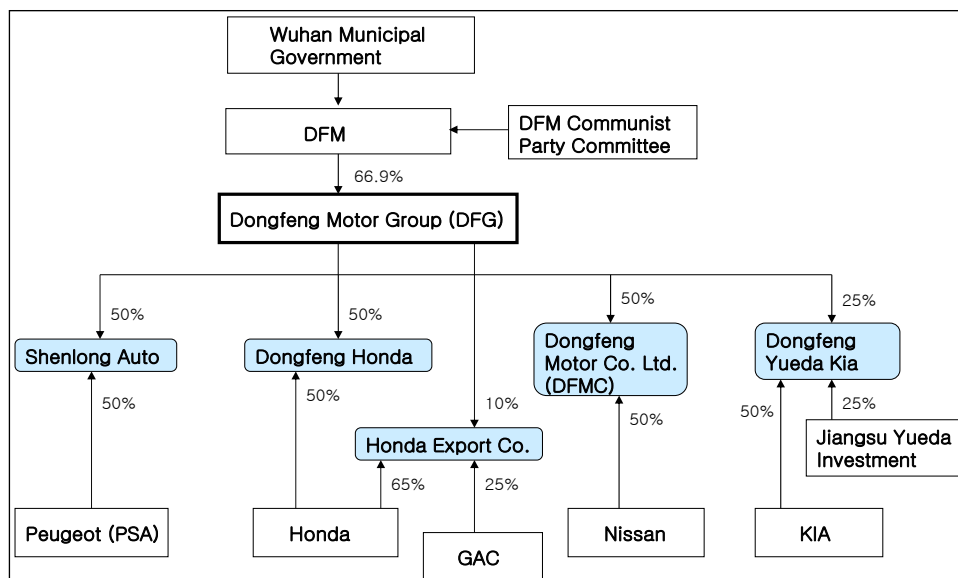 Wuhan Municipal
Government
DFM
DFM Communist
Party Committee
66.9%
Dongfeng Motor Group (DFG)
50%
50%
50%
25%
Shenlong Auto
Dongfeng Honda
Dongfeng
Motor Co. Ltd.
(DFMC)
Dongfeng
Yueda Kia
50%
50%
10%
50%
50%
25%
Honda Export Co.
Jiangsu Yueda
Investment
65%
25%
Peugeot (PSA)
Honda
GAC
Nissan
KIA